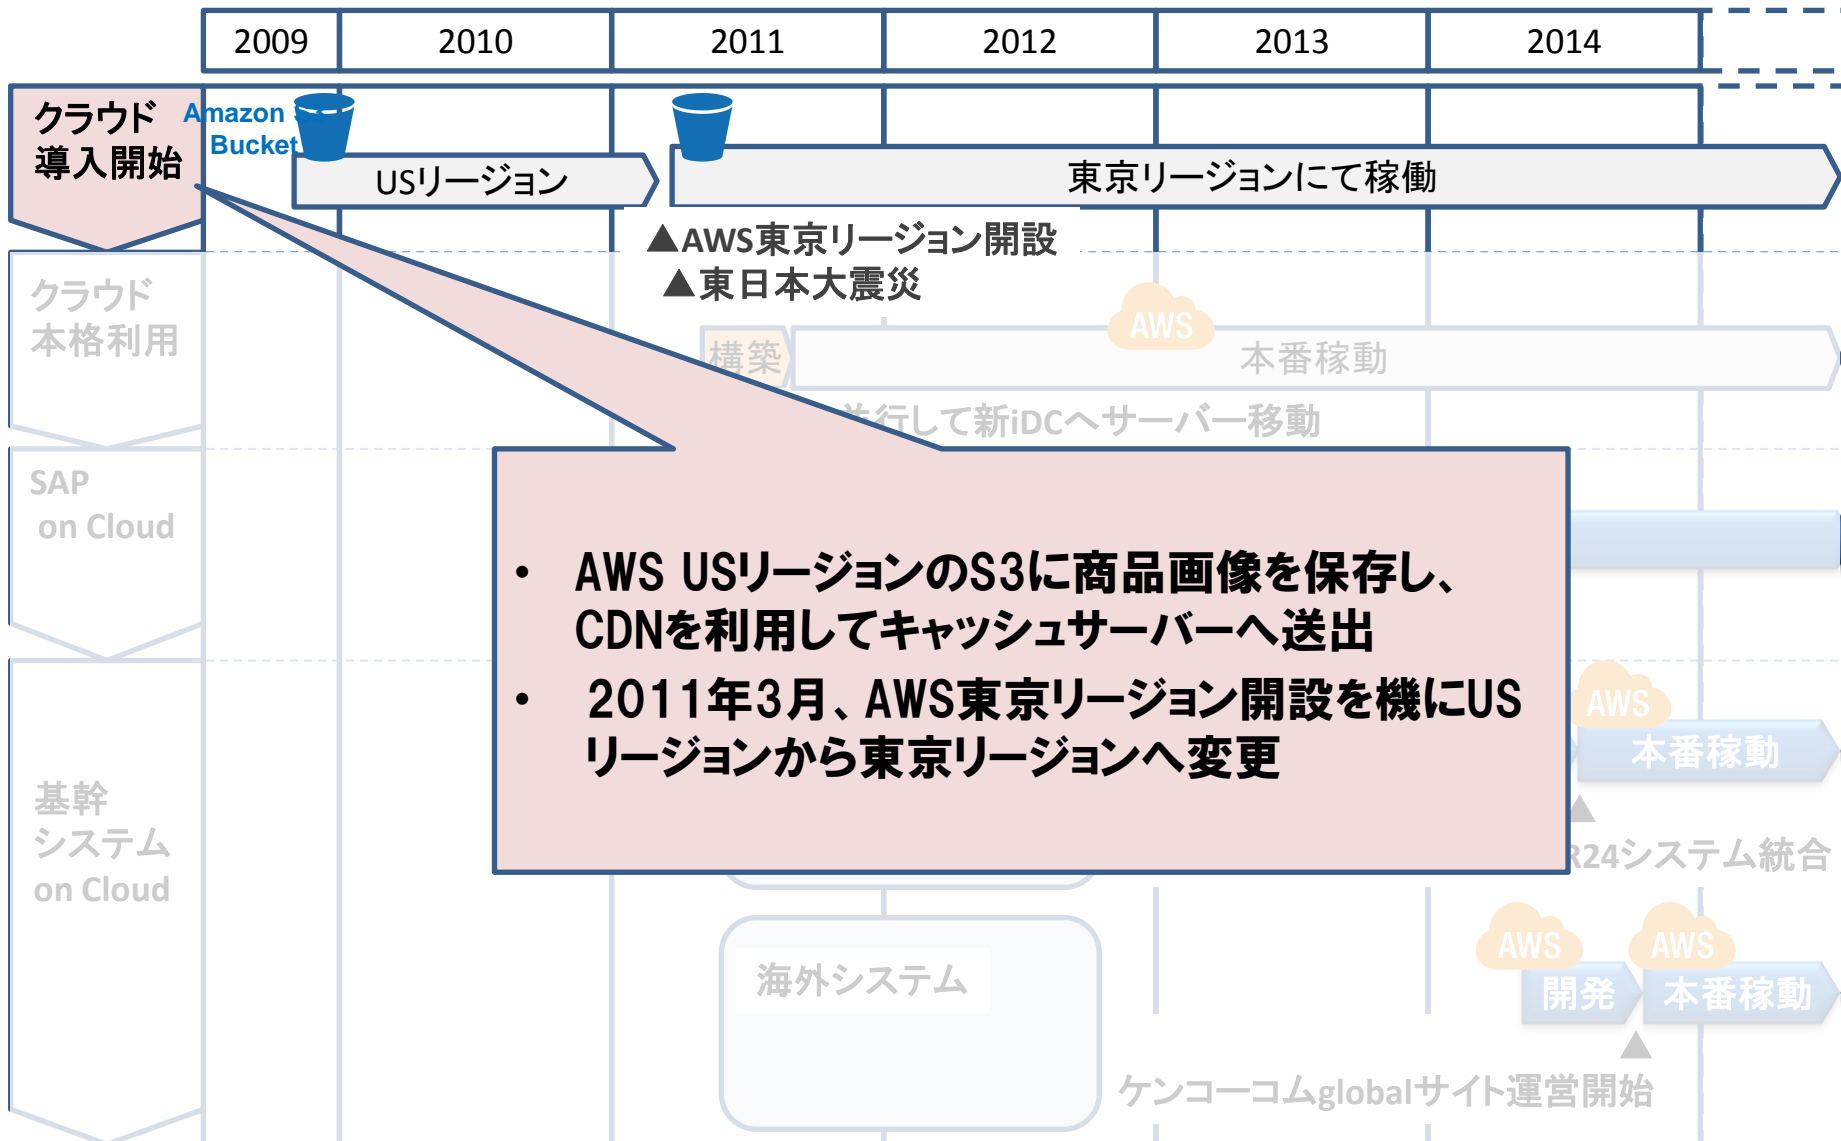 2009 2010 2011 2012 2013 2014
クラウド
導入開始
Amazon S3
Bucket
USリージョン
東京リージョンにて稼働
▲AWS東京リージョン開設
▲東日本大震災
クラウド
本格利用
構築
AWS
本番稼動
行して新iDCへサーバー移動
SAP
on Cloud
・ AWS USリージョンのS3に商品画像を保存し、
CDNを利用してキャッシュサーバーへ送出
・ 2011年3月、AWS東京リージョン開設を機にUS
リージョンから東京リージョンへ変更
基幹
システム
on Cloud
AWS
本番稼動
▲
R24システム統合
海外システム
AWS
開発
AWS
本番稼動
▲
ケンコーコムglobalサイト運営開始